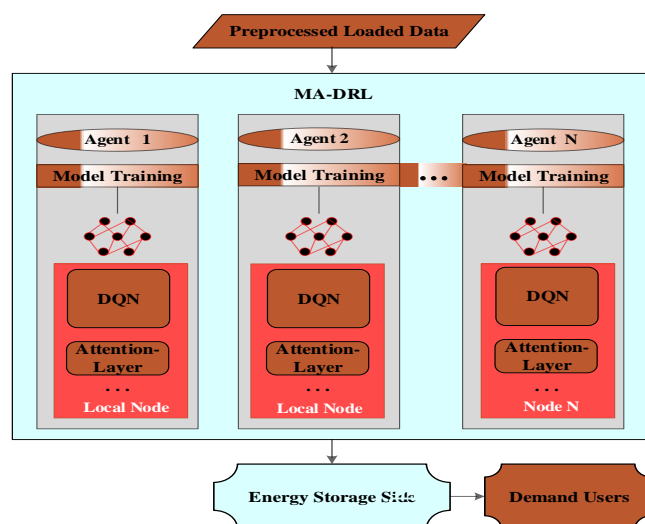 Preprocessed Loaded Data
MA-DRL
Agent 1
Agent 2
Agent N
Model Training
Model Training
...
Model Training
DQN
DQN
DQN
Attention-
Layer
Attention-
Layer
Attention-
Layer
...
...
...
Local Node
Local Node
Node N
Energy Storage Side
Demand Users